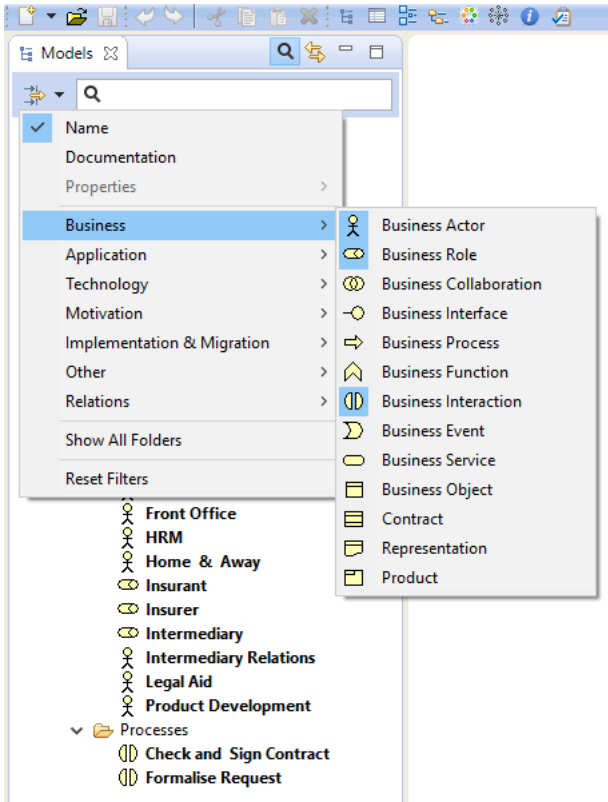 Models
Name
Documentation
Properties
Business
Application
Technology
Motivation
Implementation & Migration
Other
Relations
Show All Folders
Reset Filters
Business Actor
Business Role
Business Collaboration
Business Interface
Business Process
Business Function
Business Interaction
Business Event
Business Service
Business Object
Contract
Representation
Product
Front Office
HRM
Home & Away
Insurant
Insurer
Intermediary
Intermediary Relations
Legal Aid
Product Development
Processes
Check and Sign Contract
Formalise Request